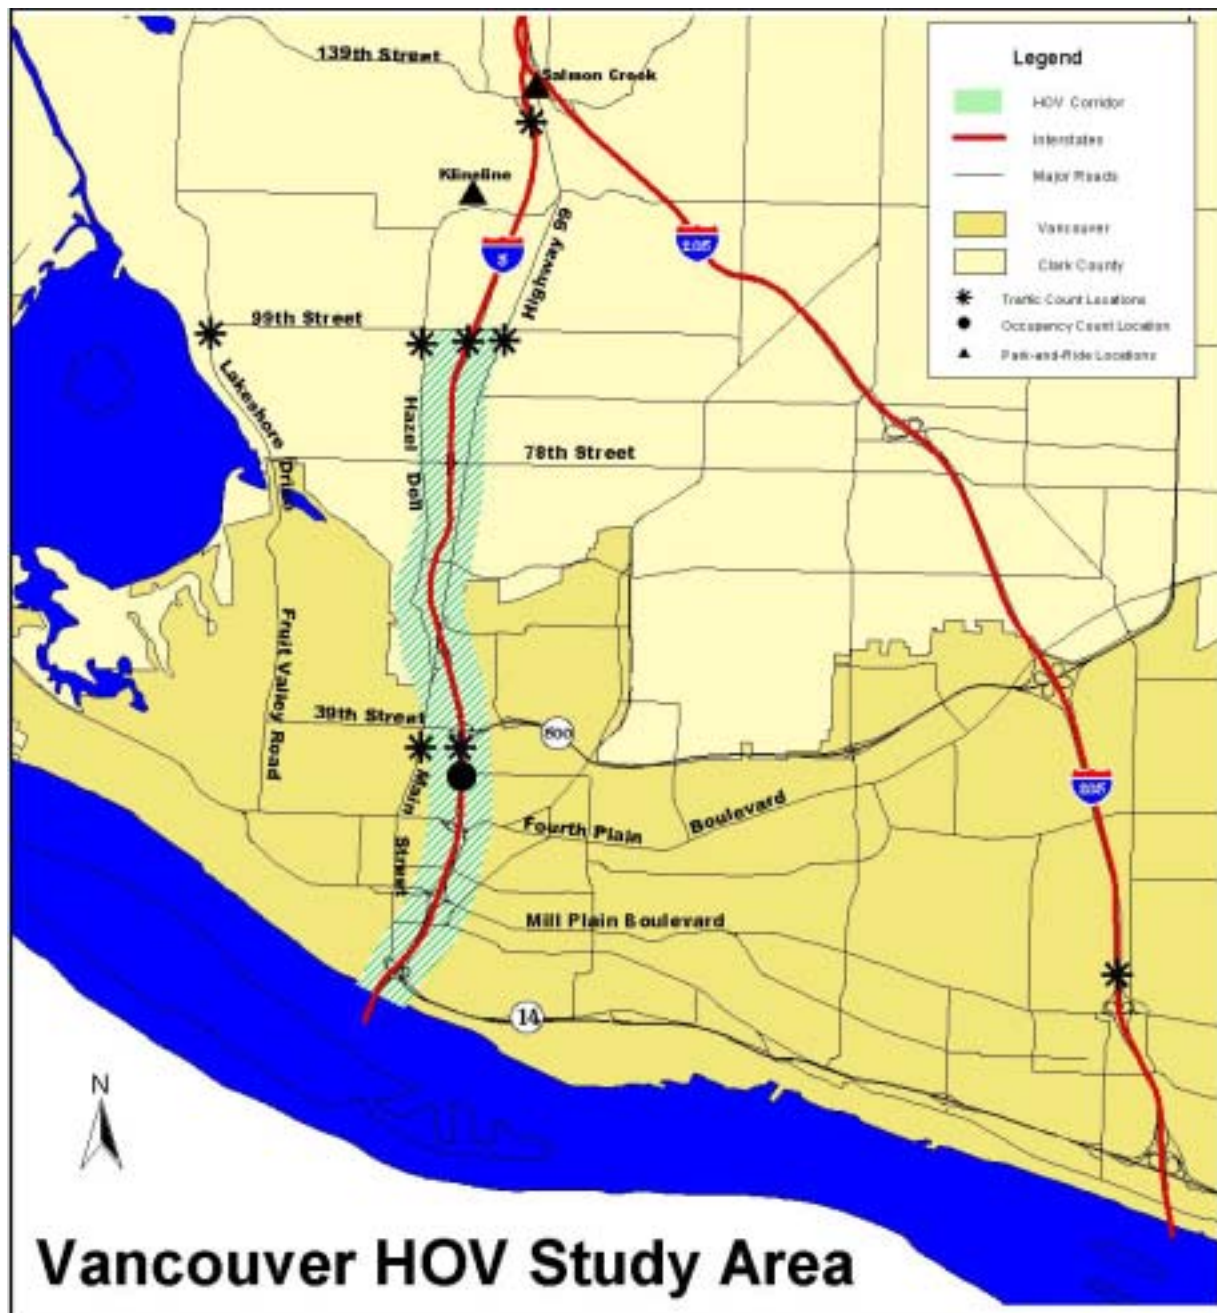 139th Street
Salmon Creek
Klineline
Highway 99
5
205
99th Street
Lakeshore
Drive
Hazel Dell
78th Street
Fruit Valley Road
39th Street
500
Main
Street
205
Fourth Plain
Boulevard
Mill Plain Boulevard
14
N
Legend
HOV Corridor
Interstates
Major Roads
Vancouver
Clark County
Traffic Count Locations
Occupancy Count Location
Park-and-Ride Locations
Vancouver HOV Study Area